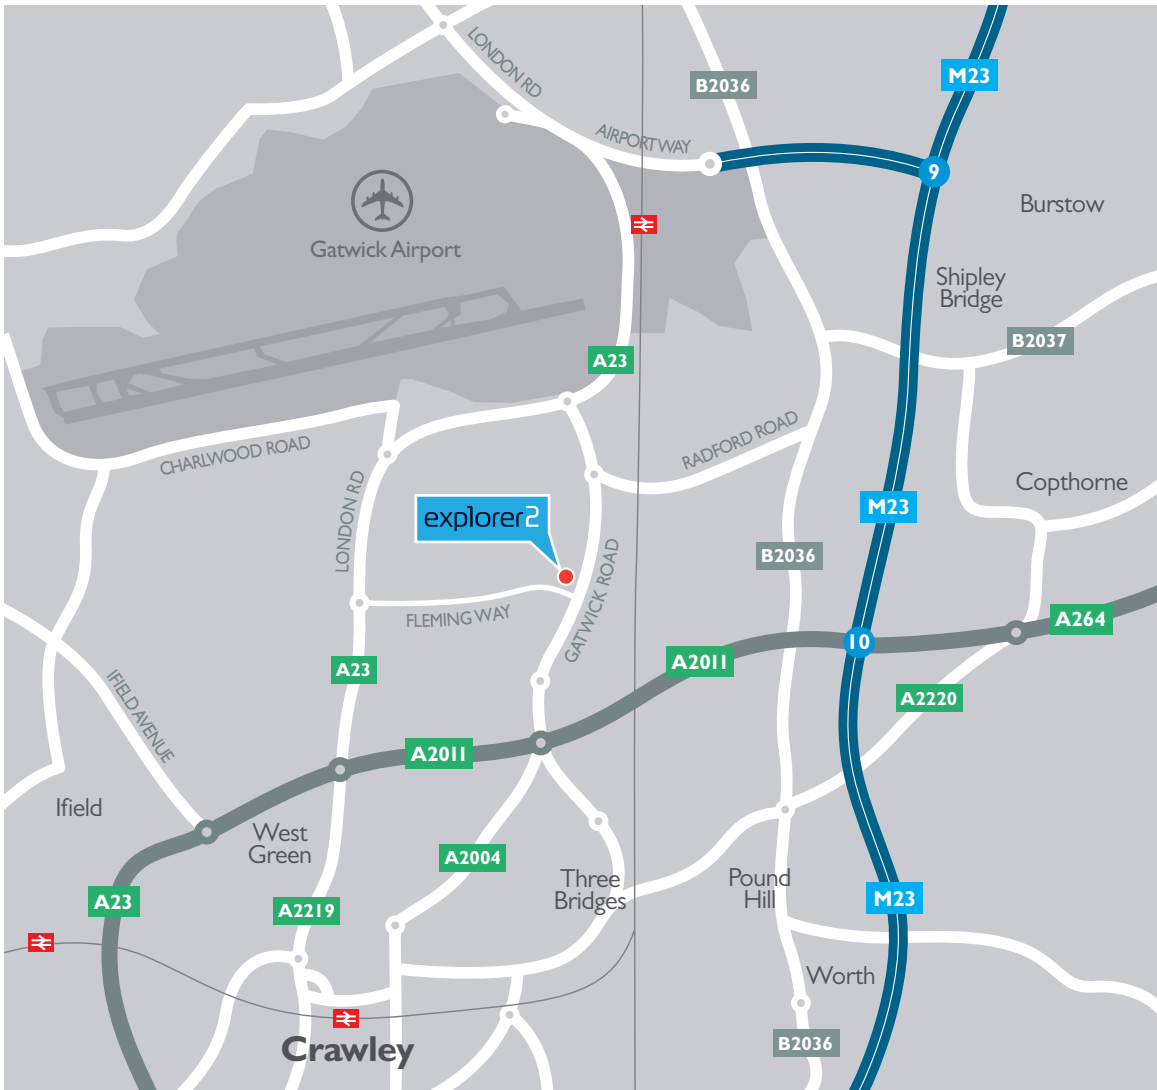 LONDON RD
M23
B2036
AIRPORT WAY
9
Burstow
Gatwick Airport
Shipley
Bridge
B2037
A23
RADFORD ROAD
CHARLWOOD ROAD
Copthorne
LONDON RD
explorer2
M23
B2036
GATWICK ROAD
FLEMING WAY
A264
10
A2011
A23
A2220
IFIELD AVENUE
A2011
Ifield
West
Green
A2004
Three
Bridges
Pound
Hill
M23
A23
A2219
Worth
Crawley
B2036